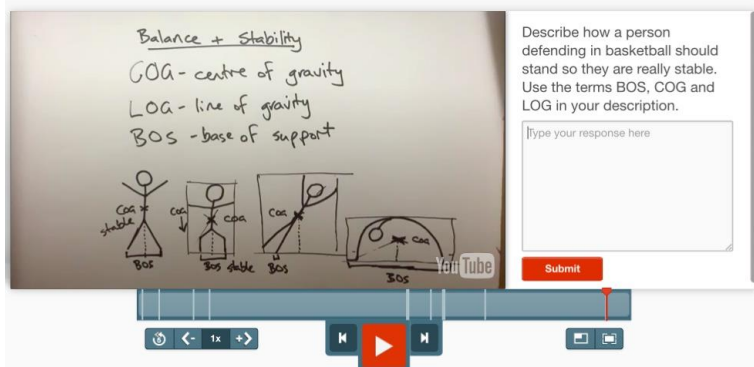 Balance + Stability
COG - centre of gravity
LOG - line of gravity
BOS - base of support
COG
stable
BOS
COG
COG
BOS stable
COG
BOS
COG
BOS
YouTube
Describe how a person
defending in basketball should
stand so they are really stable.
Use the terms BOS, COG and
LOG in your description.
Type your response here
Submit
1x